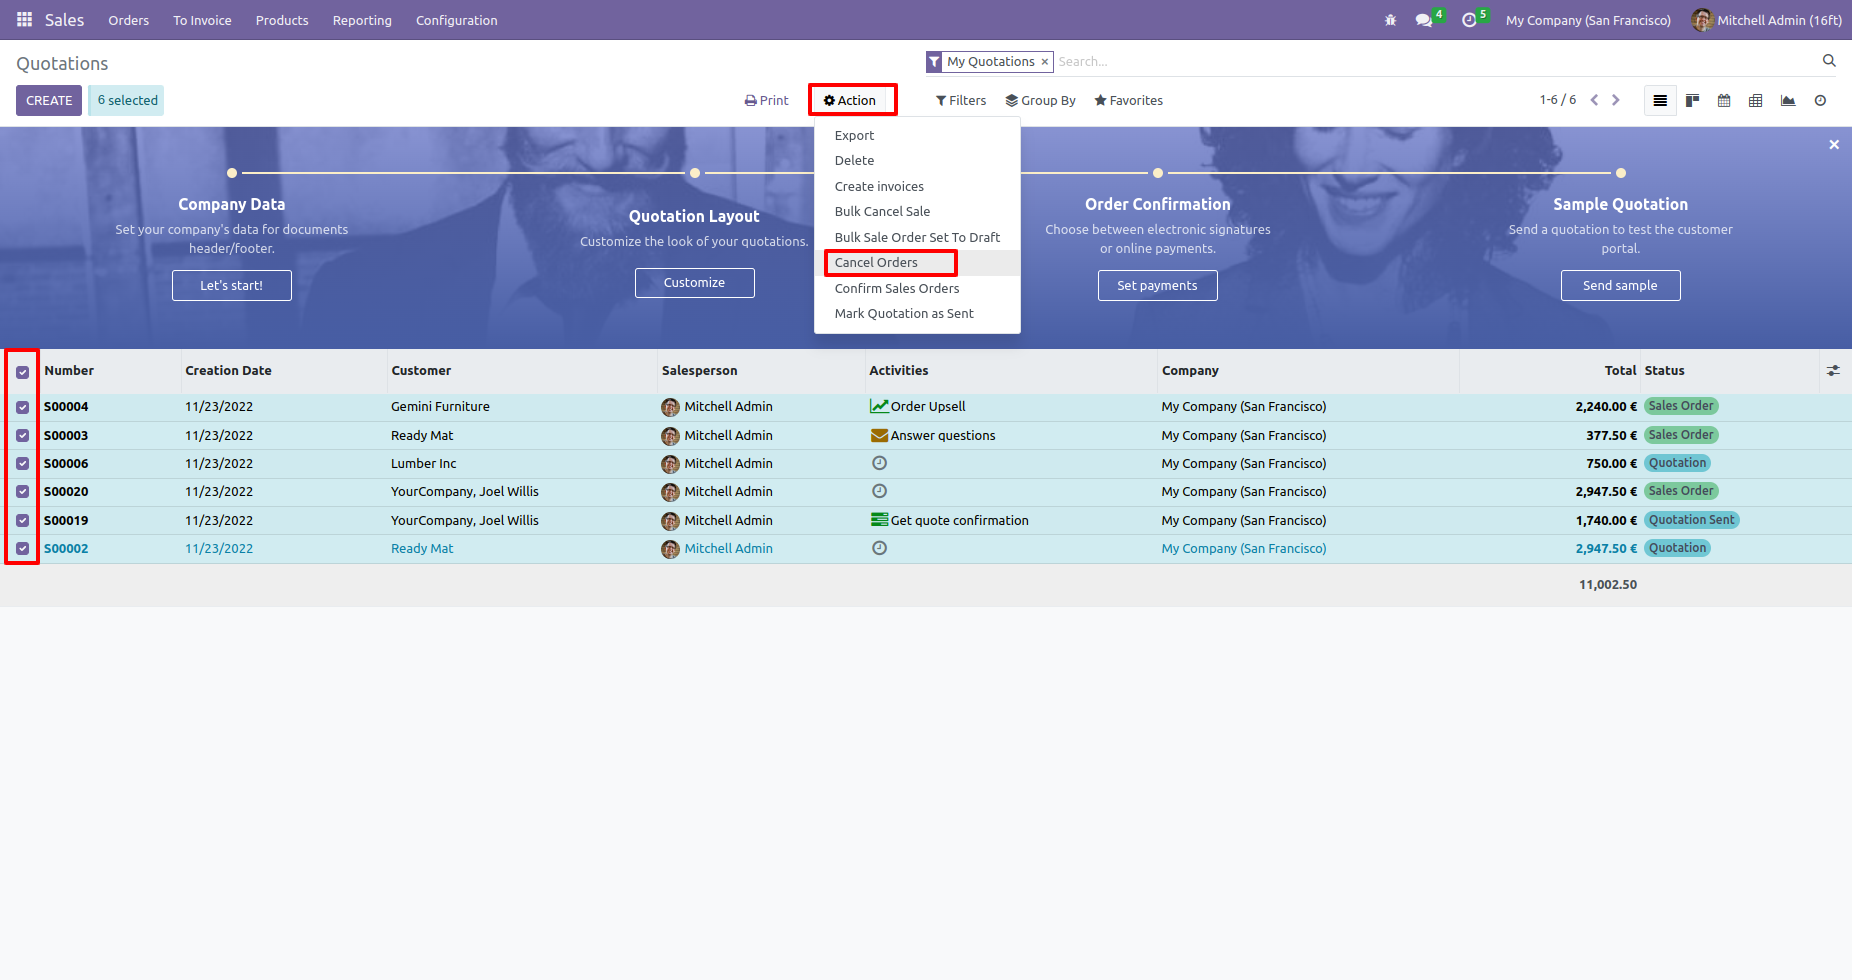 Sales Orders To Invoice Products Reporting Configuration 4 5 My Company (San Francisco) Mitchell Admin (16ft)
Quotations My Quotations × Search...
CREATE 6 selected Print Action Filters Group By Favorites 1-6 / 6
Export
Delete
Create invoices
Bulk Cancel Sale
Bulk Sale Order Set To Draft
Cancel Orders
Confirm Sales Orders
Mark Quotation as Sent
Company Data
Set your company's data for documents
header/footer.
Let's start!
Quotation Layout
Customize the look of your quotations.
Customize
Order Confirmation
Choose between electronic signatures
or online payments.
Set payments
Sample Quotation
Send a quotation to test the customer
portal.
Send sample
Number Creation Date Customer Salesperson Activities Company Total Status
S00004 11/23/2022 Gemini Furniture Mitchell Admin Order Upsell My Company (San Francisco) 2,240.00 € Sales Order
S00003 11/23/2022 Ready Mat Mitchell Admin Answer questions My Company (San Francisco) 377.50 € Sales Order
S00006 11/23/2022 Lumber Inc Mitchell Admin My Company (San Francisco) 750.00 € Quotation
S00020 11/23/2022 YourCompany, Joel Willis Mitchell Admin My Company (San Francisco) 2,947.50 € Sales Order
S00019 11/23/2022 YourCompany, Joel Willis Mitchell Admin Get quote confirmation My Company (San Francisco) 1,740.00 € Quotation Sent
S00002 11/23/2022 Ready Mat Mitchell Admin My Company (San Francisco) 2,947.50 € Quotation
11,002.50